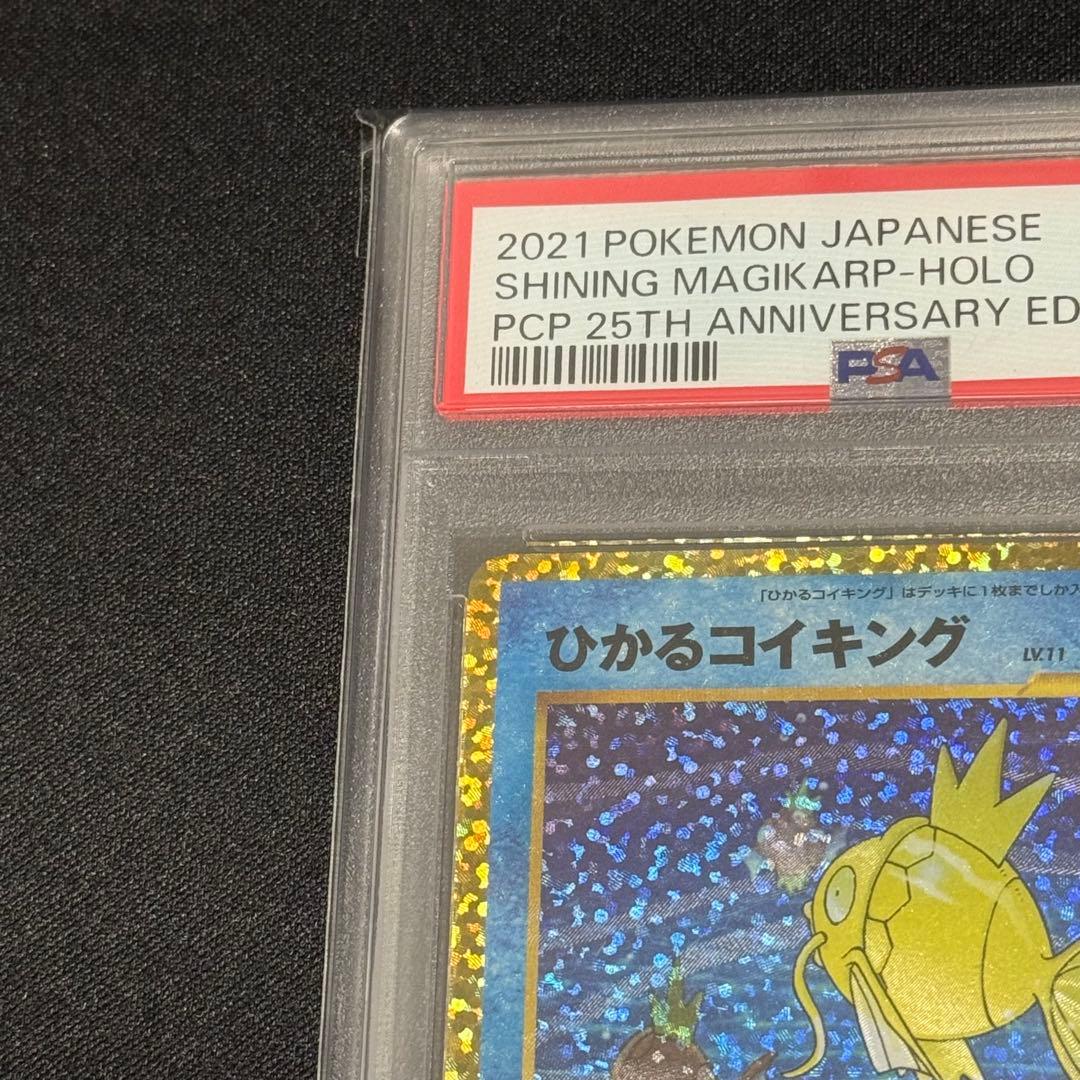 2021 POKEMON JAPANESE
SHINING MAGIKARP-HOLO
PCP 25TH ANNIVERSARY ED
PSA
「ひかるコイキング」はデッキに1枚までしか入
ひかるコイキング LV.11